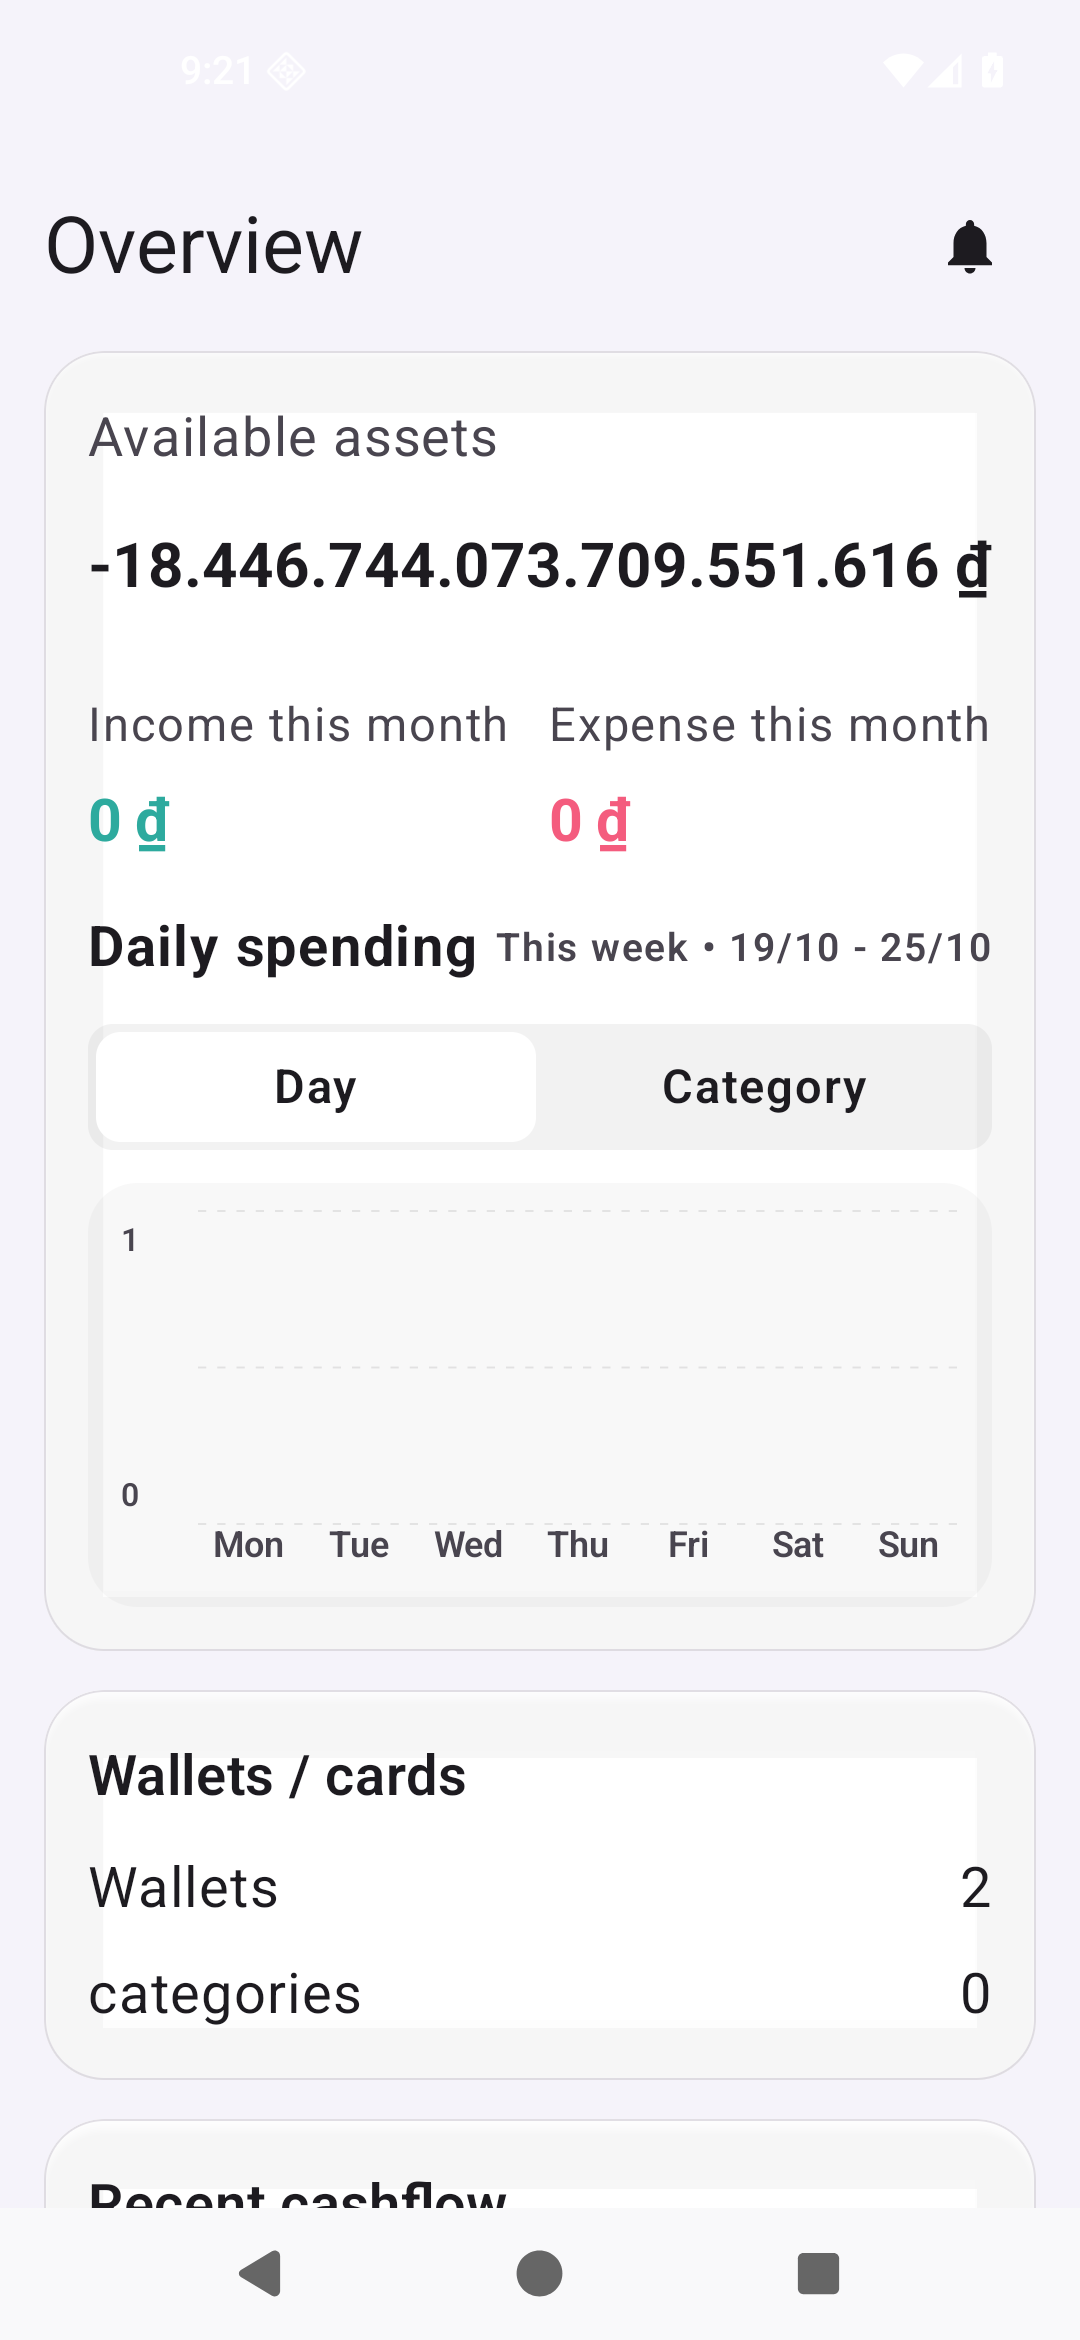 9:21
Overview
Available assets
-18.446.744.073.709.551.616 ₫
Income this month Expense this month
0 ₫ 0 ₫
Daily spending This week • 19/10 - 25/10
Day Category
1
0
Mon Tue Wed Thu Fri Sat Sun
Wallets / cards
Wallets 2
categories 0
Recent cashflow